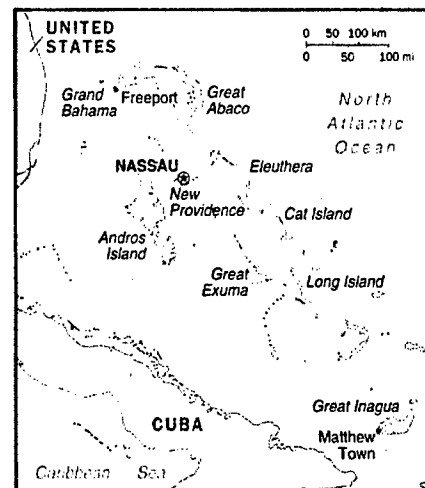 UNITED
STATES
0 50 100 km
0 50 100 mi
Grand
Bahama
Freeport
Great
Abaco
North
Atlantic
Ocean
NASSAU
Eleuthera
New
Providence
Cat Island
Andros
Island
Great
Exuma
Long Island
Great Inagua
CUBA
Matthew
Town
Caribbean Sea